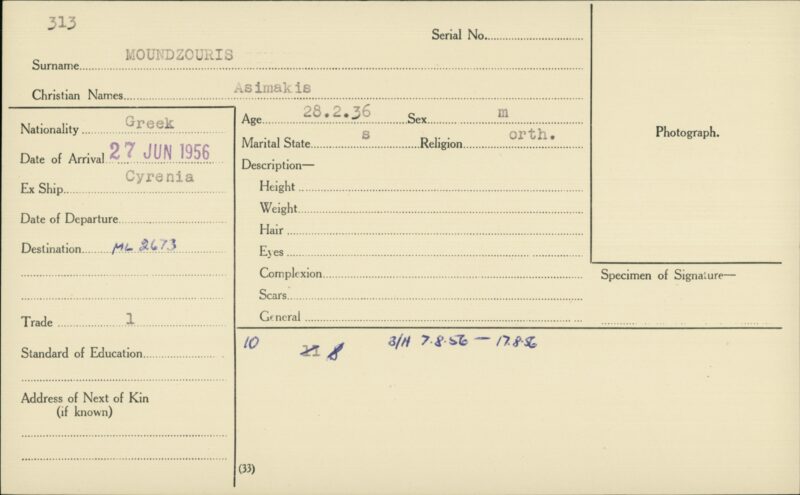 313
Serial No.
Surname MOUNDZOURIS
Christian Names Asimakis
Nationality Greek
Date of Arrival 27 JUN 1956
Ex Ship Cyrenia
Date of Departure
Destination ML 2673
Trade 1
Standard of Education
Address of Next of Kin
(if known)
Age 28.2.36 Sex m
Marital State s Religion orth.
Description—
Height
Weight
Hair
Eyes
Complexion
Scars
General
Photograph.
Specimen of Signature—
10 21 8 3/H 7.8.56 — 17.8.56
(33)